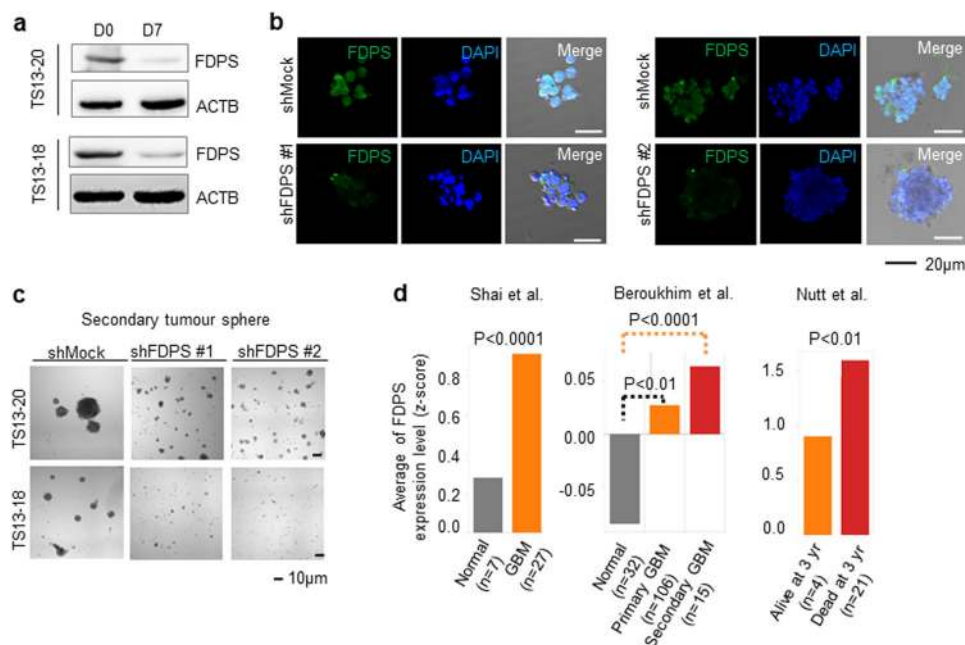 a
D0 D7
TS13-20
FDPS
ACTB
TS13-18
FDPS
ACTB
b
shMock
FDPS DAPI Merge
shFDPS #1
FDPS DAPI Merge
shMock
FDPS DAPI Merge
shFDPS #2
FDPS DAPI Merge
20µm
c
Secondary tumour sphere
shMock shFDPS #1 shFDPS #2
TS13-20
TS13-18
10µm
d
Average of FDPS
expression level (z-score)
Shai et al.
P<0.0001
0.8
0.6
0.4
0.2
0.0
Normal
(n=7)
GBM
(n=27)
Beroukhim et al.
P<0.0001
P<0.01
0.05
0.00
-0.05
Normal
(n=32)
Primary GBM
(n=106)
Secondary GBM
(n=15)
Nutt et al.
P<0.01
1.5
1.0
0.5
0.0
Alive at 3 yr
(n=4)
Dead at 3 yr
(n=21)